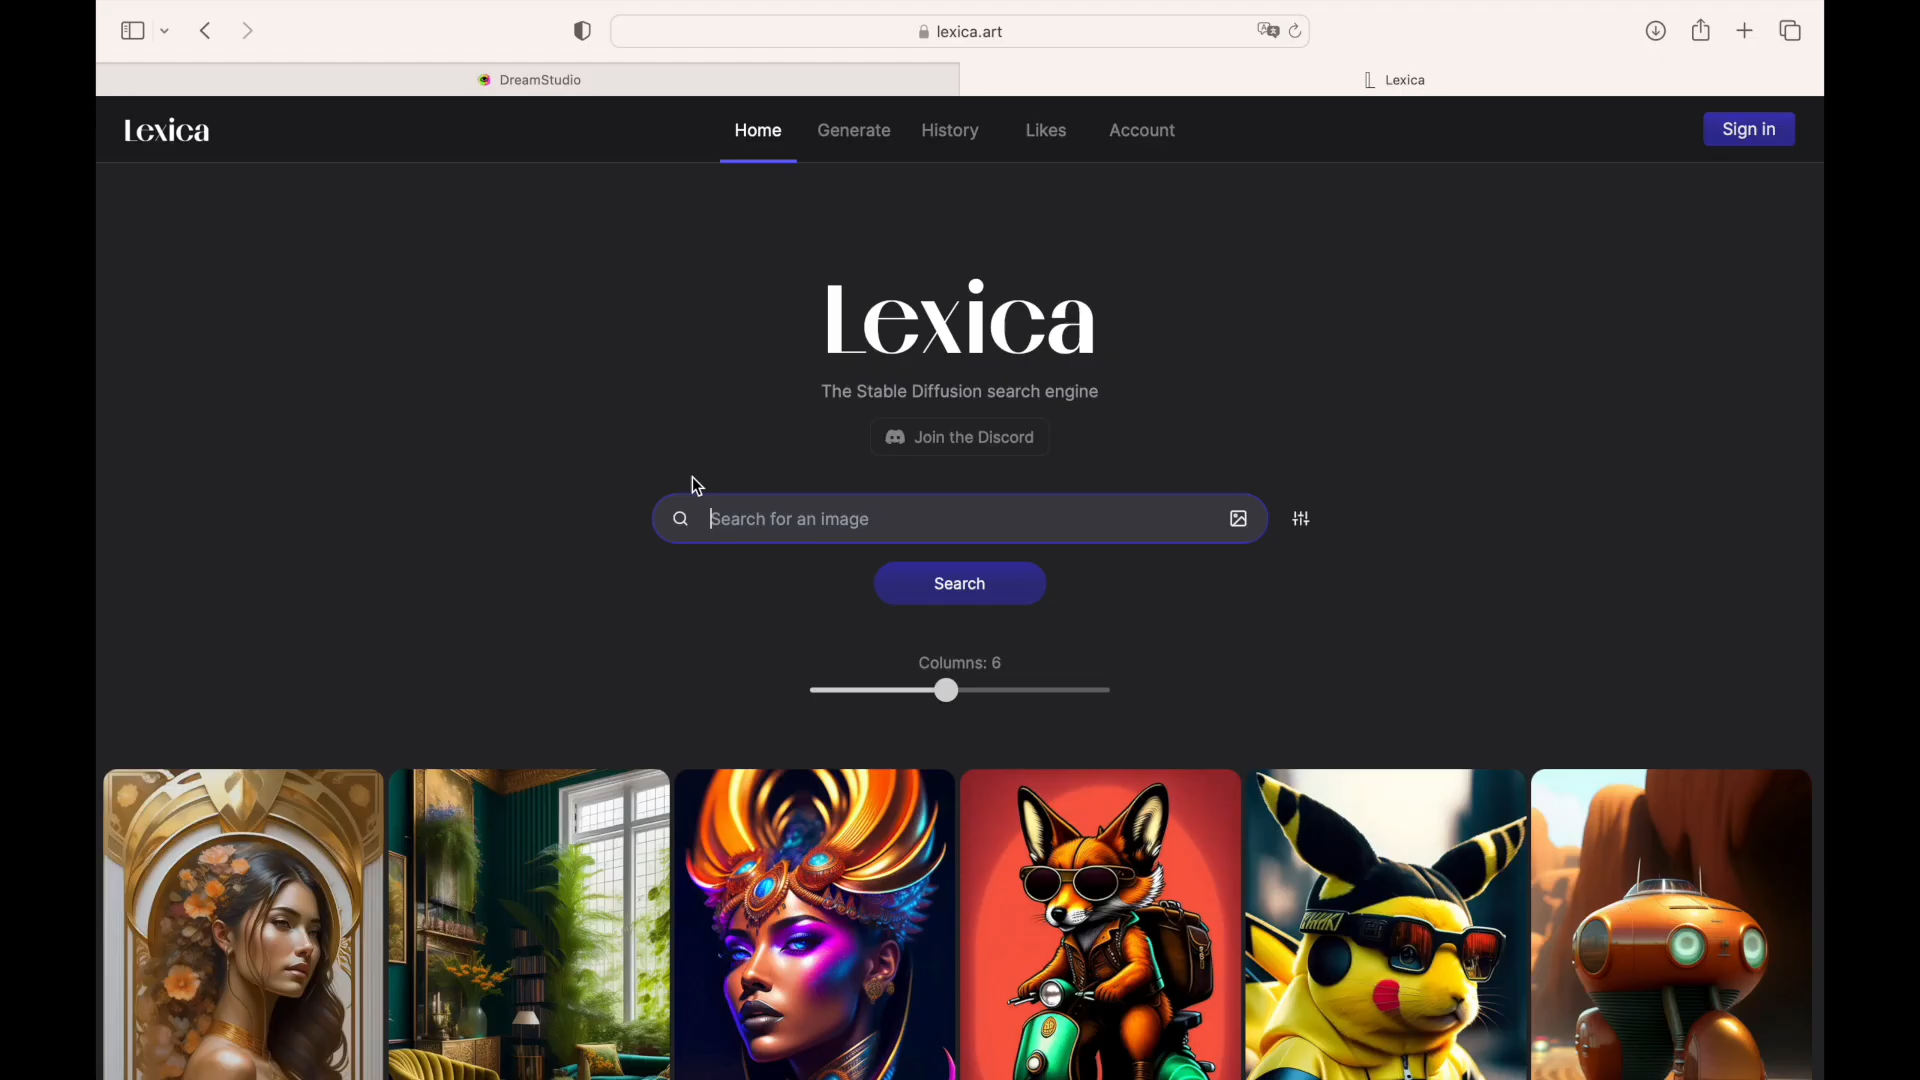 lexica.art
DreamStudio
Lexica
Lexica
Home
Generate
History
Likes
Account
Sign in
Lexica
The Stable Diffusion search engine
Join the Discord
Search for an image
Search
Columns: 6